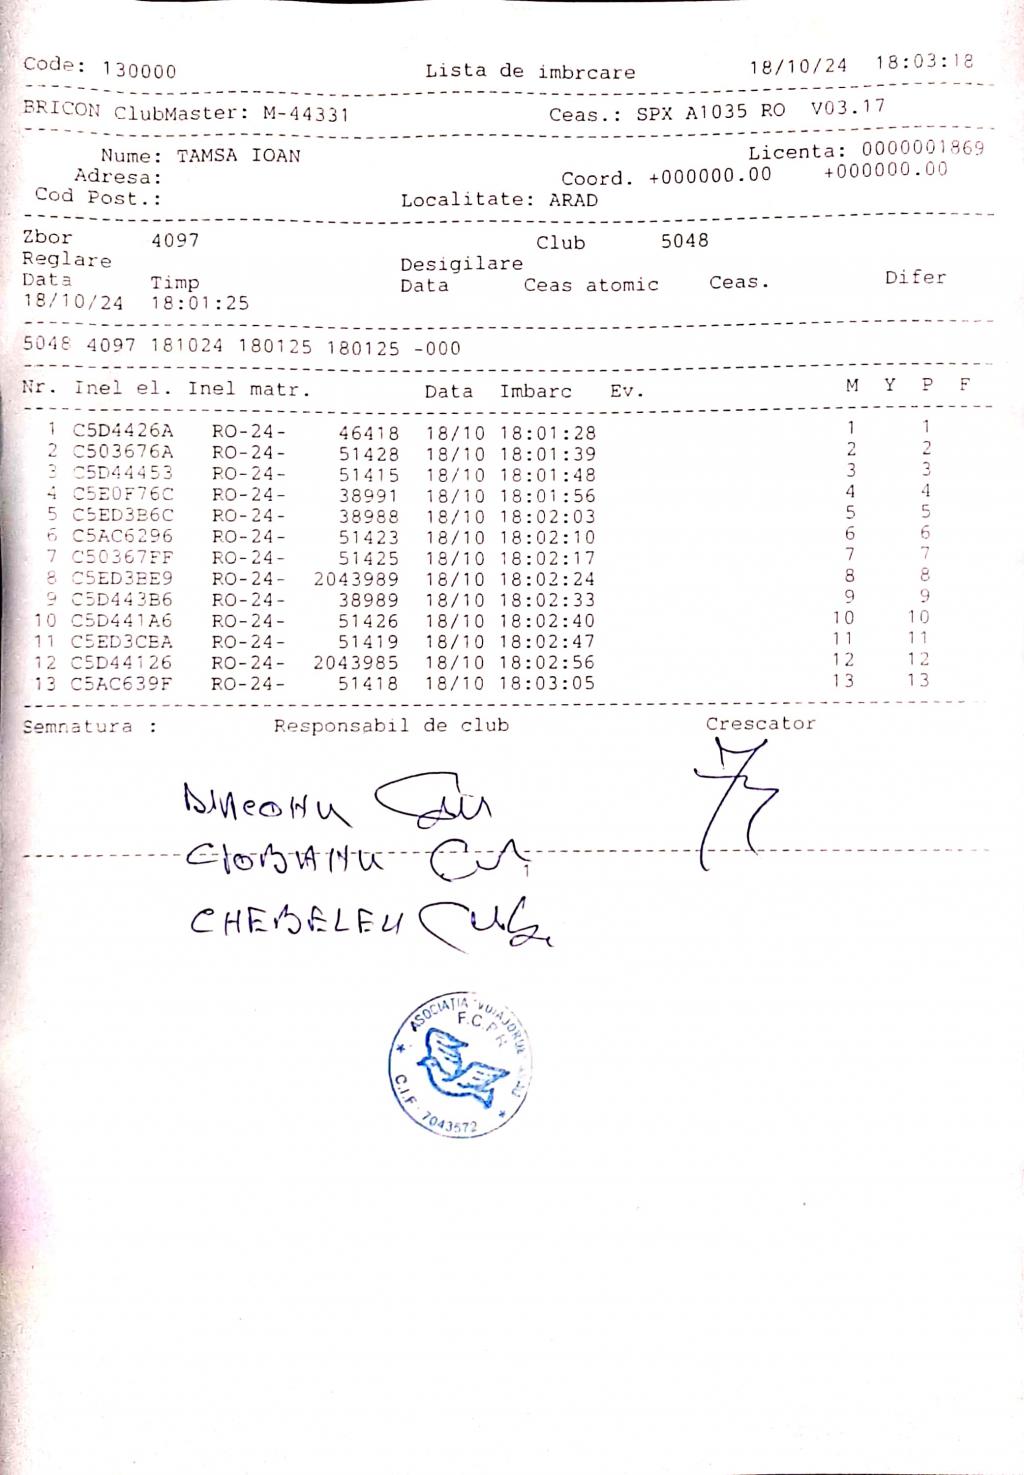 Code: 130000 Lista de imbrcare 18/10/24 18:03:18
BRICON ClubMaster: M-44331 Ceas.: SPX A1035 RO V03.17
Nume: TAMSA IOAN Licenta: 0000001869
Adresa: Coord. +000000.00 +000000.00
Cod Post.: Localitate: ARAD
Zbor 4097 Club 5048
Reglare Desigilare
Data Timp Data Ceas atomic Ceas. Difer
18/10/24 18:01:25
5048 4097 181024 180125 180125 -000
Nr. Inel el. Inel matr. Data Imbarc Ev. M Y P F
1 C5D4426A RO-24- 46418 18/10 18:01:28 1 1
2 C503676A RO-24- 51428 18/10 18:01:39 2 2
3 C5D44453 RO-24- 51415 18/10 18:01:48 3 3
4 C5E0F76C RO-24- 38991 18/10 18:01:56 4 4
5 C5ED3B6C RO-24- 38988 18/10 18:02:03 5 5
6 C5AC6296 RO-24- 51423 18/10 18:02:10 6 6
7 C50367FF RO-24- 51425 18/10 18:02:17 7 7
8 C5ED3BE9 RO-24- 2043989 18/10 18:02:24 8 8
9 C5D443B6 RO-24- 38989 18/10 18:02:33 9 9
10 C5D441A6 RO-24- 51426 18/10 18:02:40 10 10
11 C5ED3CBA RO-24- 51419 18/10 18:02:47 11 11
12 C5D44126 RO-24- 2043985 18/10 18:02:56 12 12
13 C5AC639F RO-24- 51418 18/10 18:03:05 13 13
Semnatura : Responsabil de club Crescator
CIOBANU
CHEBELEU
ASOCIATIA "VOIAJORUL"
F.C.P.R
C.I.F. 7043572